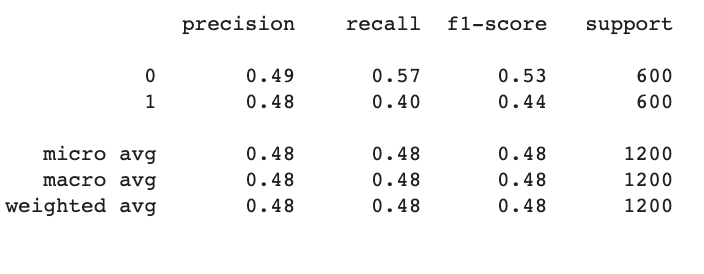 precision recall f1-score support
0 0.49 0.57 0.53 600
1 0.48 0.40 0.44 600
micro avg 0.48 0.48 0.48 1200
macro avg 0.48 0.48 0.48 1200
weighted avg 0.48 0.48 0.48 1200